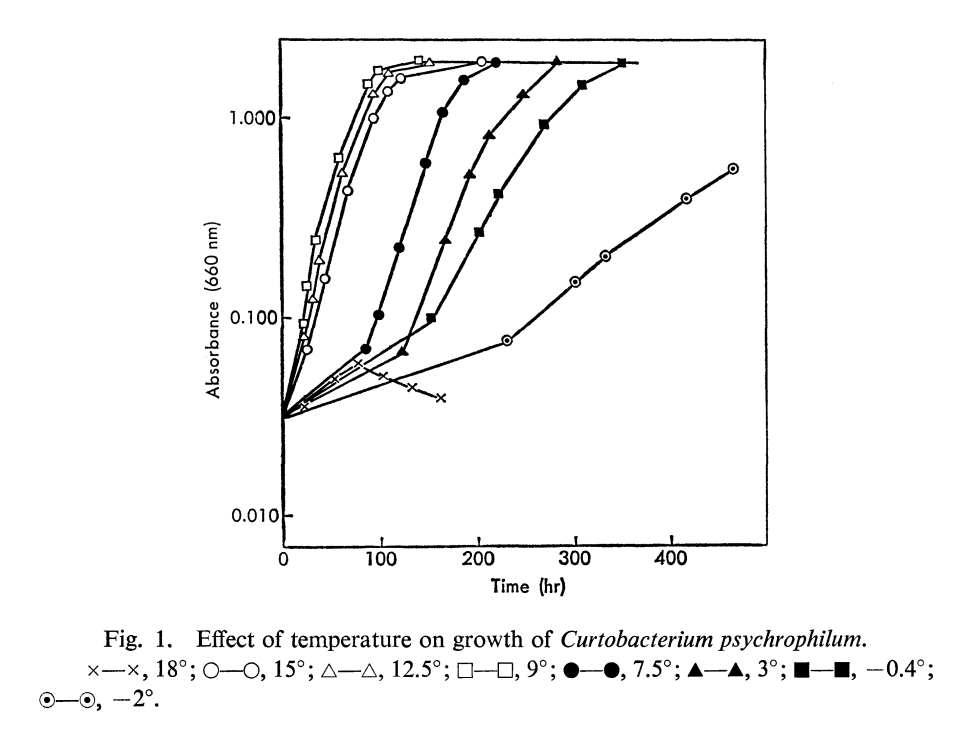 1.000
0.100
0.010
Absorbance (660 nm)
0 100 200 300 400
Time (hr)
Fig. 1. Effect of temperature on growth of Curtobacterium psychrophilum.
×—×, 18°; ○—○, 15°; △—△, 12.5°; □—□, 9°; ●—●, 7.5°; ▲—▲, 3°; ■—■, −0.4°;
⊙—⊙, −2°.